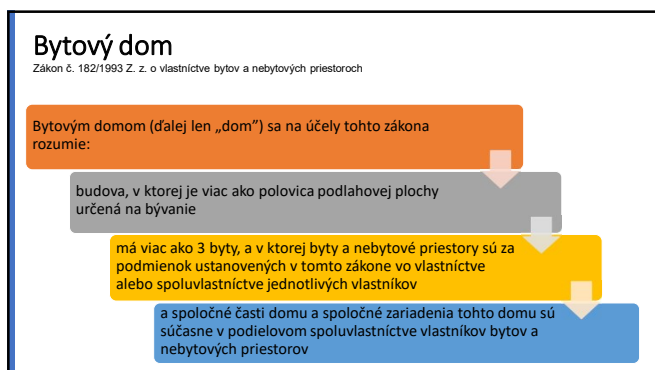 Bytový dom
Zákon č. 182/1993 Z. z. o vlastníctve bytov a nebytových priestoroch
Bytovým domom (ďalej len „dom") sa na účely tohto zákona
rozumie:
budova, v ktorej je viac ako polovica podlahovej plochy
určená na bývanie
má viac ako 3 byty, a v ktorej byty a nebytové priestory sú za
podmienok ustanovených v tomto zákone vo vlastníctve
alebo spoluvlastníctve jednotlivých vlastníkov
a spoločné časti domu a spoločné zariadenia tohto domu sú
súčasne v podielovom spoluvlastníctve vlastníkov bytov a
nebytových priestorov